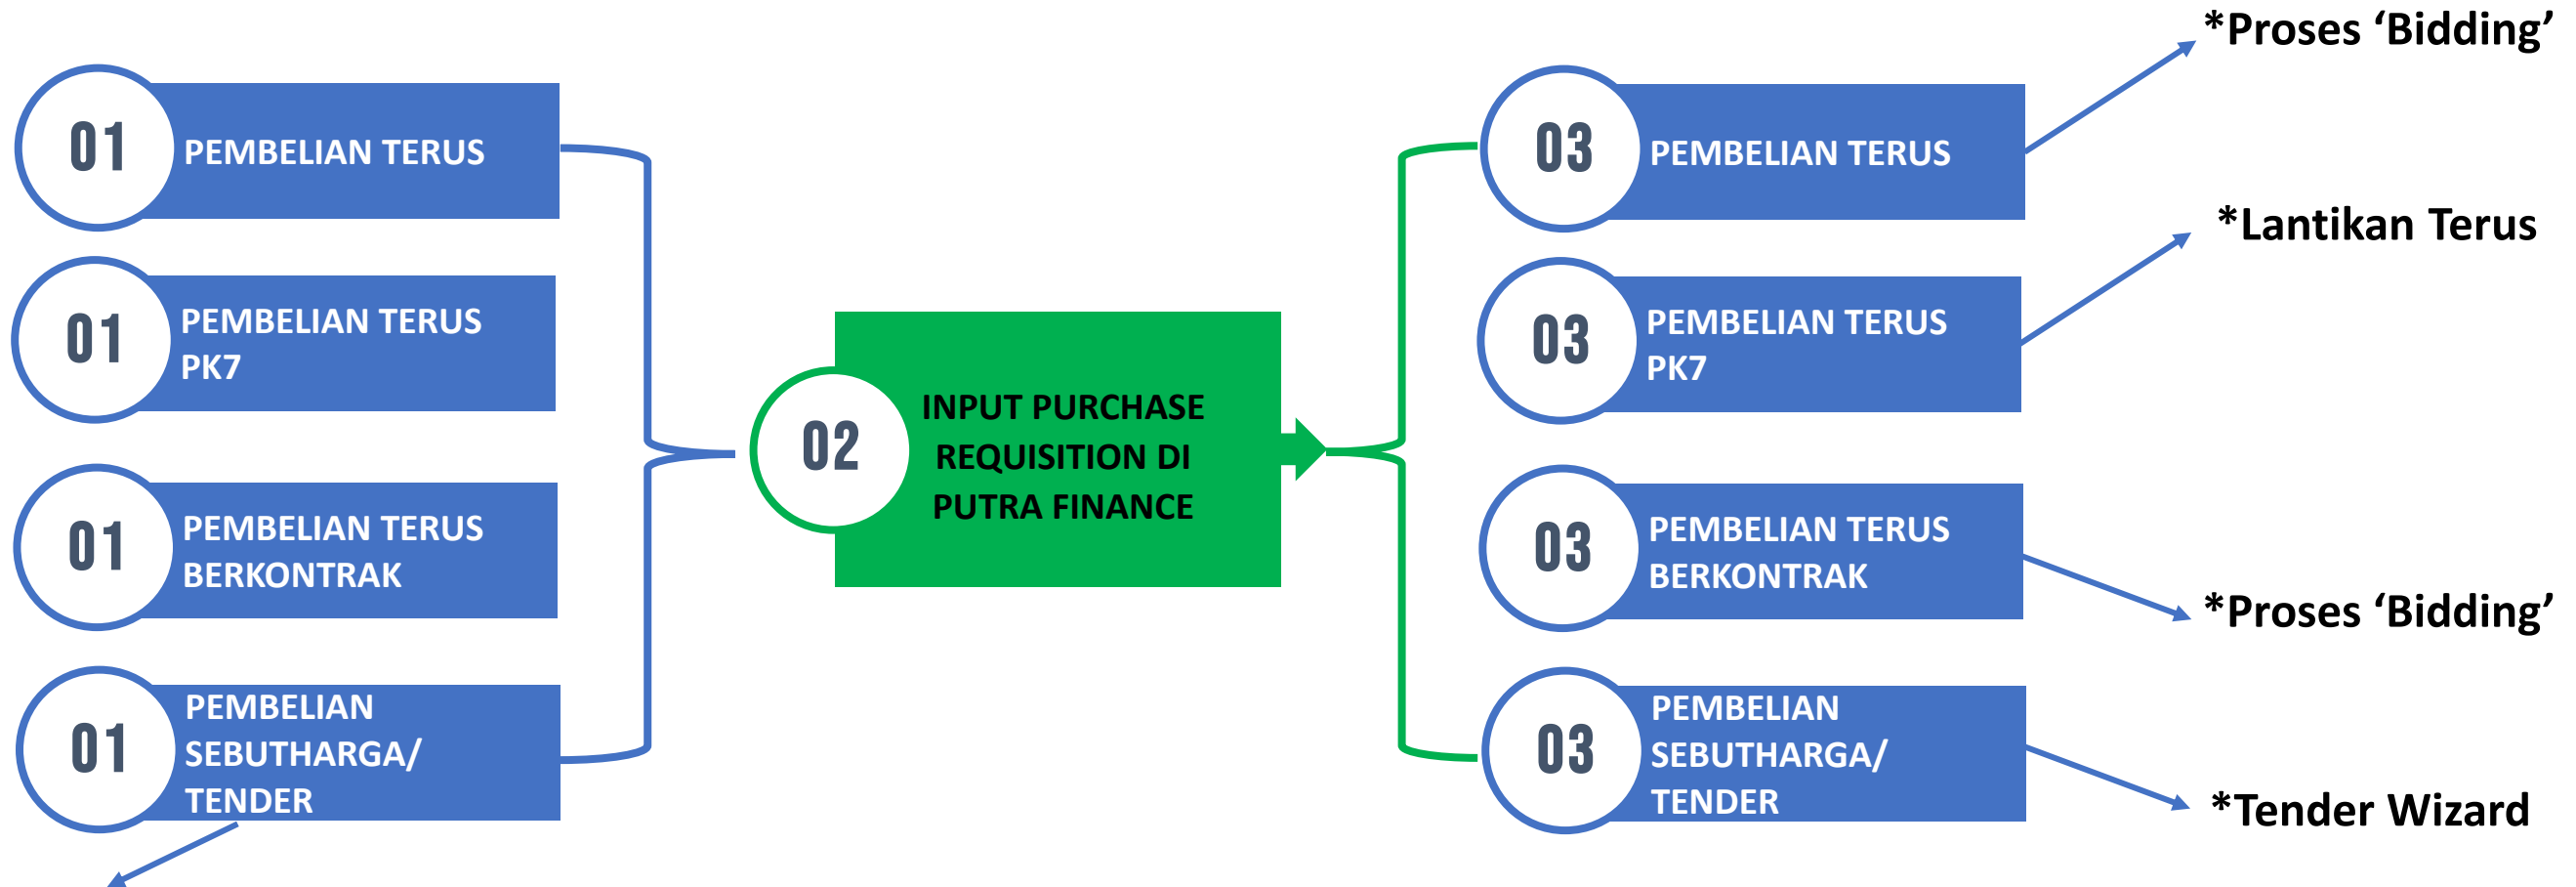 01
PEMBELIAN TERUS
01
PEMBELIAN TERUS
PK7
01
PEMBELIAN TERUS
BERKONTRAK
01
PEMBELIAN
SEBUTHARGA/
TENDER
02
INPUT PURCHASE
REQUISITION DI
PUTRA FINANCE
03
PEMBELIAN TERUS
*Proses ‘Bidding’
03
PEMBELIAN TERUS
PK7
*Lantikan Terus
03
PEMBELIAN TERUS
BERKONTRAK
*Proses ‘Bidding’
03
PEMBELIAN
SEBUTHARGA/
TENDER
*Tender Wizard